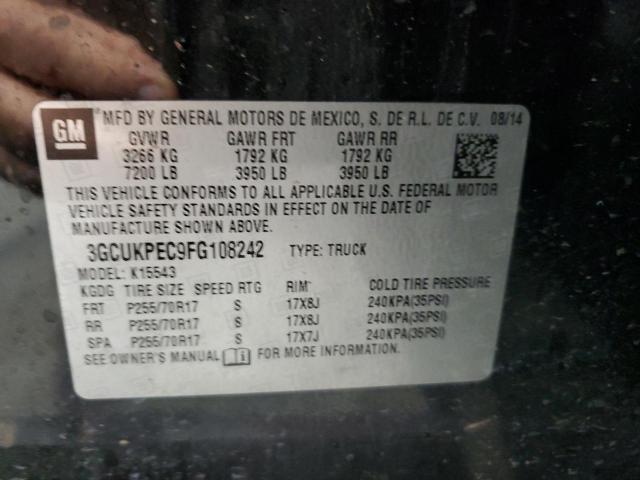 GM
MFD BY GENERAL MOTORS DE MEXICO, S. DE R.L. DE C.V. 08/14
GVWR GAWR FRT GAWR RR
3266 KG 1792 KG 1792 KG
7200 LB 3950 LB 3950 LB
THIS VEHICLE CONFORMS TO ALL APPLICABLE U.S. FEDERAL MOTOR
VEHICLE SAFETY STANDARDS IN EFFECT ON THE DATE OF
MANUFACTURE SHOWN ABOVE.
3GCUKPEC9FG108242 TYPE: TRUCK
MODEL: K15543
KGDG TIRE SIZE SPEED RTG RIM COLD TIRE PRESSURE
FRT P255/70R17 S 17X8J 240KPA(35PSI)
RR P255/70R17 S 17X8J 240KPA(35PSI)
SPA P255/70R17 S 17X7J 240KPA(35PSI)
SEE OWNER'S MANUAL FOR MORE INFORMATION.